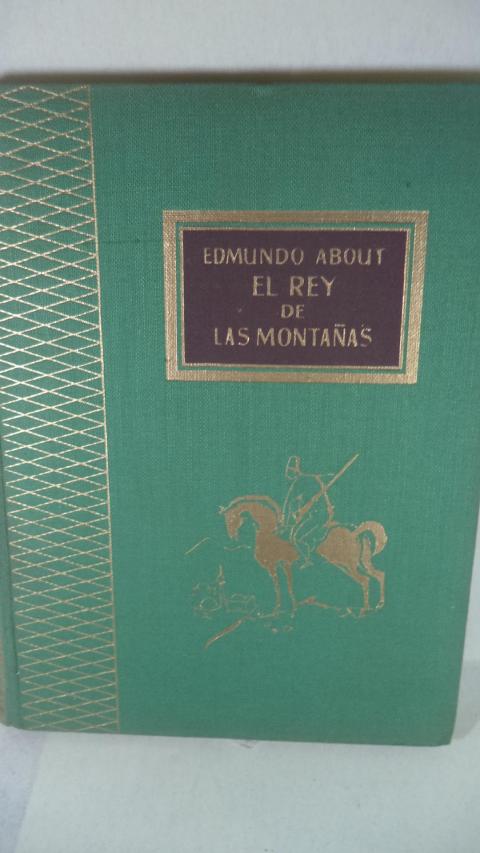 EDMUNDO ABOUT
EL REY
DE
LAS MONTAÑAS